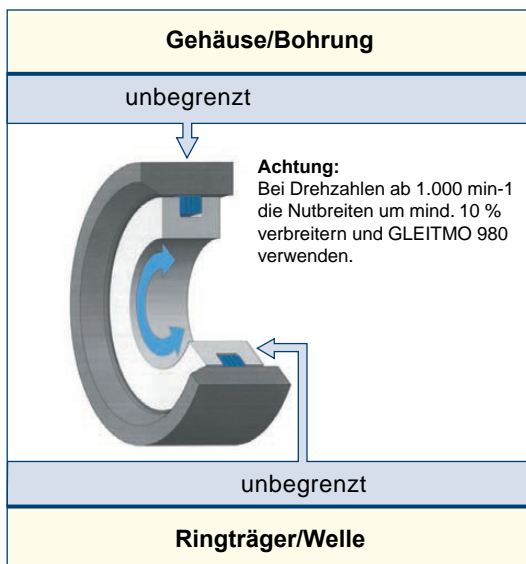 Gehäuse/Bohrung
unbegrenzt
Achtung:
Bei Drehzahlen ab 1.000 min-1
die Nutbreiten um mind. 10 %
verbreitern und GLEITMO 980
verwenden.
unbegrenzt
Ringträger/Welle